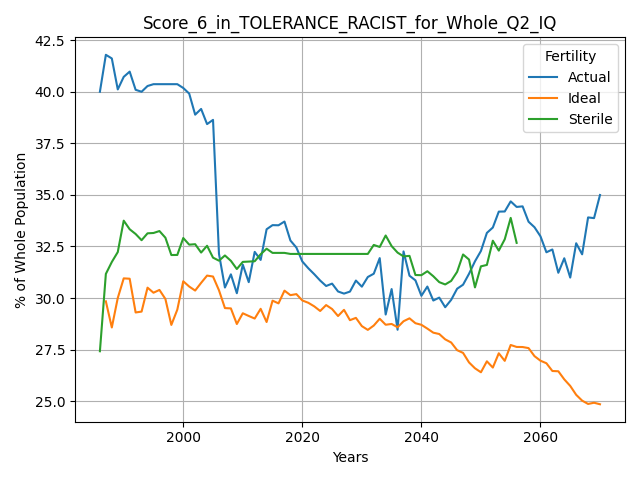 Score_6_in_TOLERANCE_RACIST_for_Whole_Q2_IQ
42.5
40.0
37.5
35.0
32.5
30.0
27.5
25.0
% of Whole Population
Fertility
Actual
Ideal
Sterile
2000
2020
2040
2060
Years